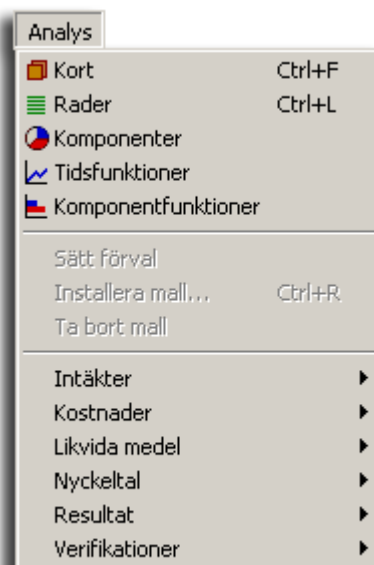 Analys
Kort Ctrl+F
Rader Ctrl+L
Komponenter
Tidsfunktioner
Komponentfunktioner
Sätt förval
Installera mall... Ctrl+R
Ta bort mall
Intäkter
Kostnader
Likvida medel
Nyckeltal
Resultat
Verifikationer